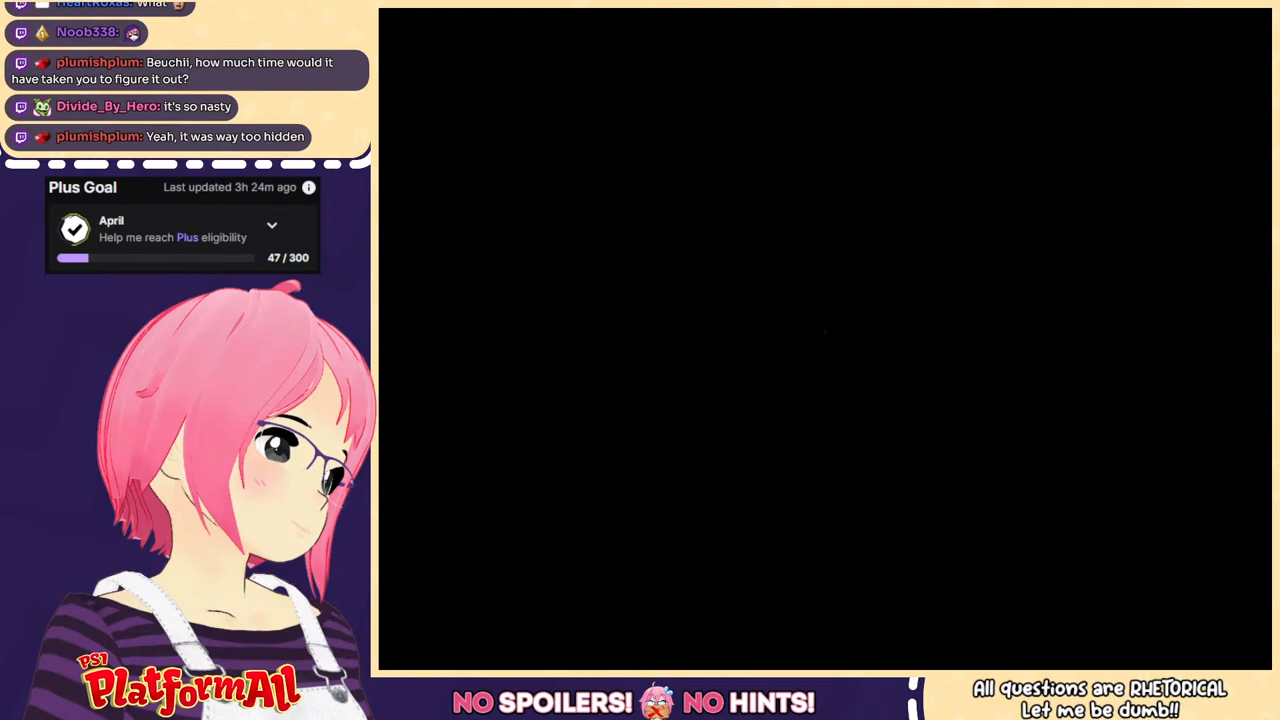 HeartRoxas: What
Noob338:
plumishplum: Beuchii, how much time would it
have taken you to figure it out?
Divide_By_Hero: it's so nasty
plumishplum: Yeah, it was way too hidden
Plus Goal Last updated 3h 24m ago
April
Help me reach Plus eligibility
47 / 300
PS1
PlatformAll
NO SPOILERS! NO HINTS!
All questions are RHETORICAL
Let me be dumb!!